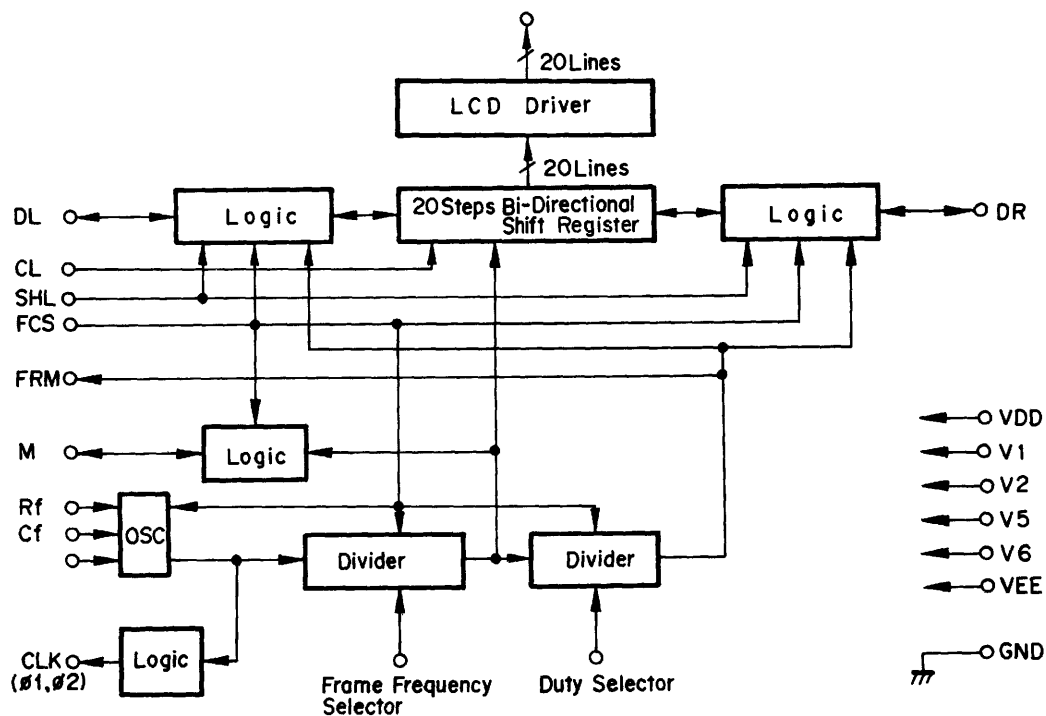 20Lines
LCD Driver
20Lines
DL
Logic
20Steps Bi-Directional
Shift Register
Logic
DR
CL
SHL
FCS
FRM
M
Logic
VDD
V1
V2
V5
V6
VEE
GND
Rf
Cf
OSC
Divider
Divider
CLK
(ø1,ø2)
Logic
Frame Frequency
Selector
Duty Selector